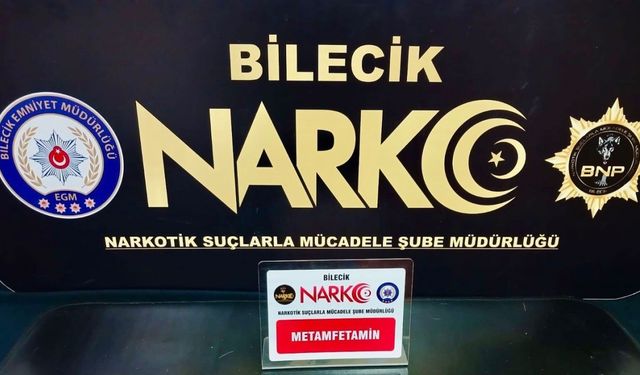 BİLECİK
NARKO
BİLECİK EMNİYET MÜDÜRLÜĞÜ
EGM
BNP
NARKOTİK SUÇLARLA MÜCADELE ŞUBE MÜDÜRLÜĞÜ
BİLECİK
NARKO
NARKOTİK SUÇLARLA MÜCADELE ŞUBE MÜDÜRLÜĞÜ
METAMFETAMİN